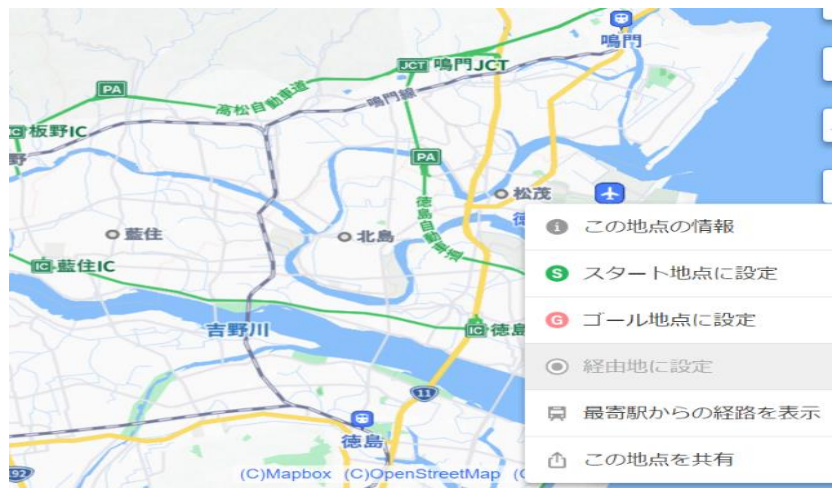 鳴門
JCT 鳴門JCT
PA
高松自動車道
鳴門線
IC 板野IC
野
PA
松茂
徳島自動車道
藍住
北島
IC 藍住IC
吉野川
IC 徳島
11
徳島
92
(C)Mapbox (C)OpenStreetMap
i この地点の情報
S スタート地点に設定
G ゴール地点に設定
経由地に設定
最寄駅からの経路を表示
この地点を共有